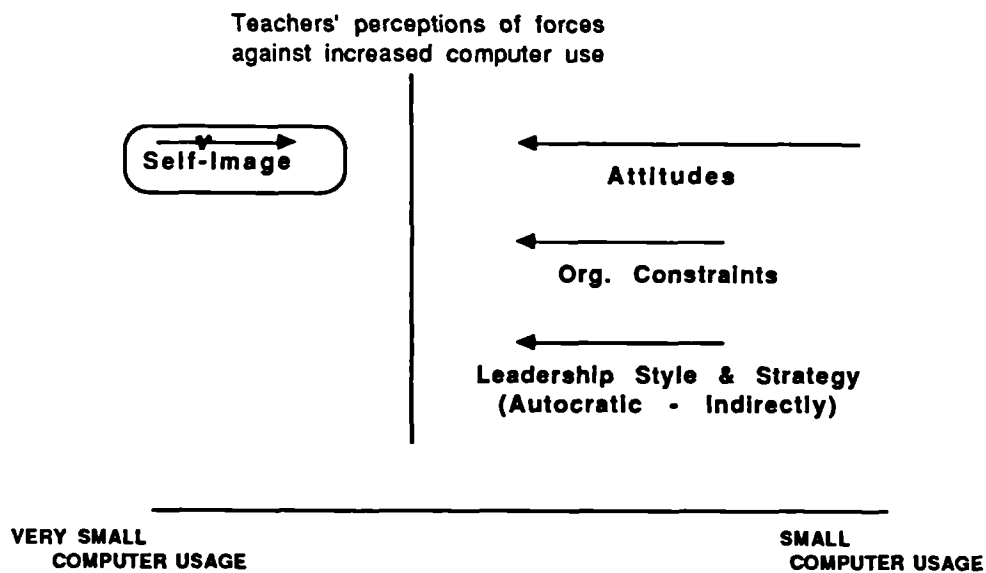 Teachers' perceptions of forces
against increased computer use
Self-Image
Attitudes
Org. Constraints
Leadership Style & Strategy
(Autocratic - Indirectly)
VERY SMALL
COMPUTER USAGE
SMALL
COMPUTER USAGE